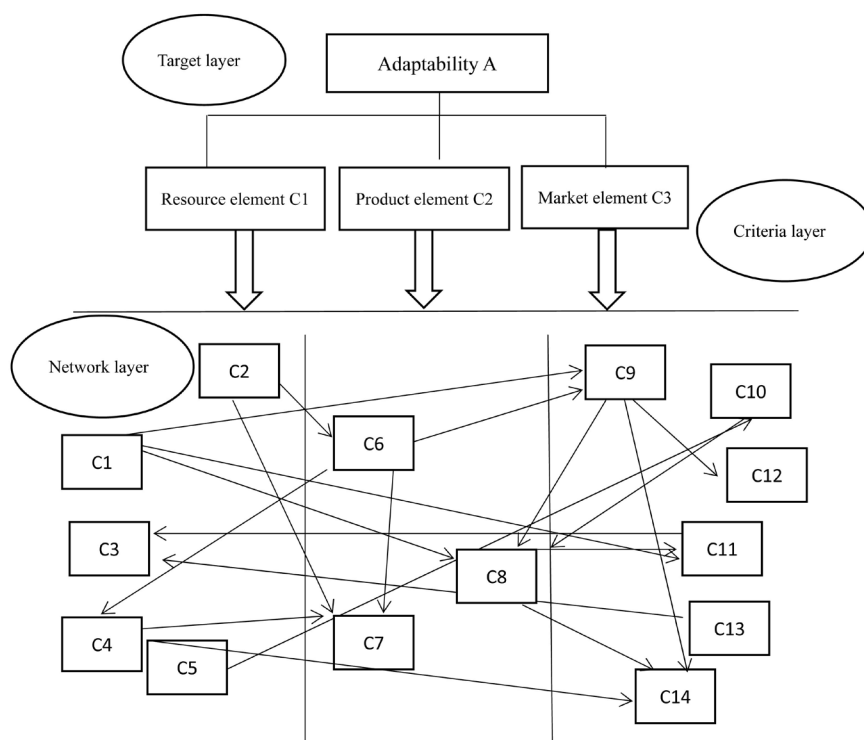 Target layer
Adaptability A
Resource element C1
Product element C2
Market element C3
Criteria layer
Network layer
C2
C9
C10
C1
C6
C12
C3
C8
C11
C4
C5
C7
C13
C14